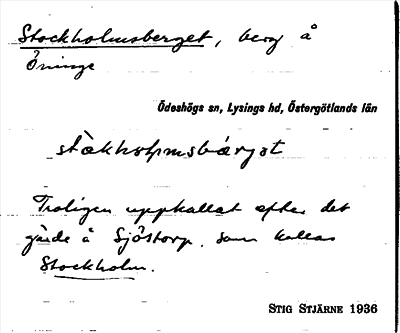 Stockholmsberget, berg å
Öninge
Ödeshögs sn, Lysings hd, Östergötlands län
Troligen uppkallat efter det
gärde å Sjöstorp, som kallas
Stockholm.
STIG STJÄRNE 1936